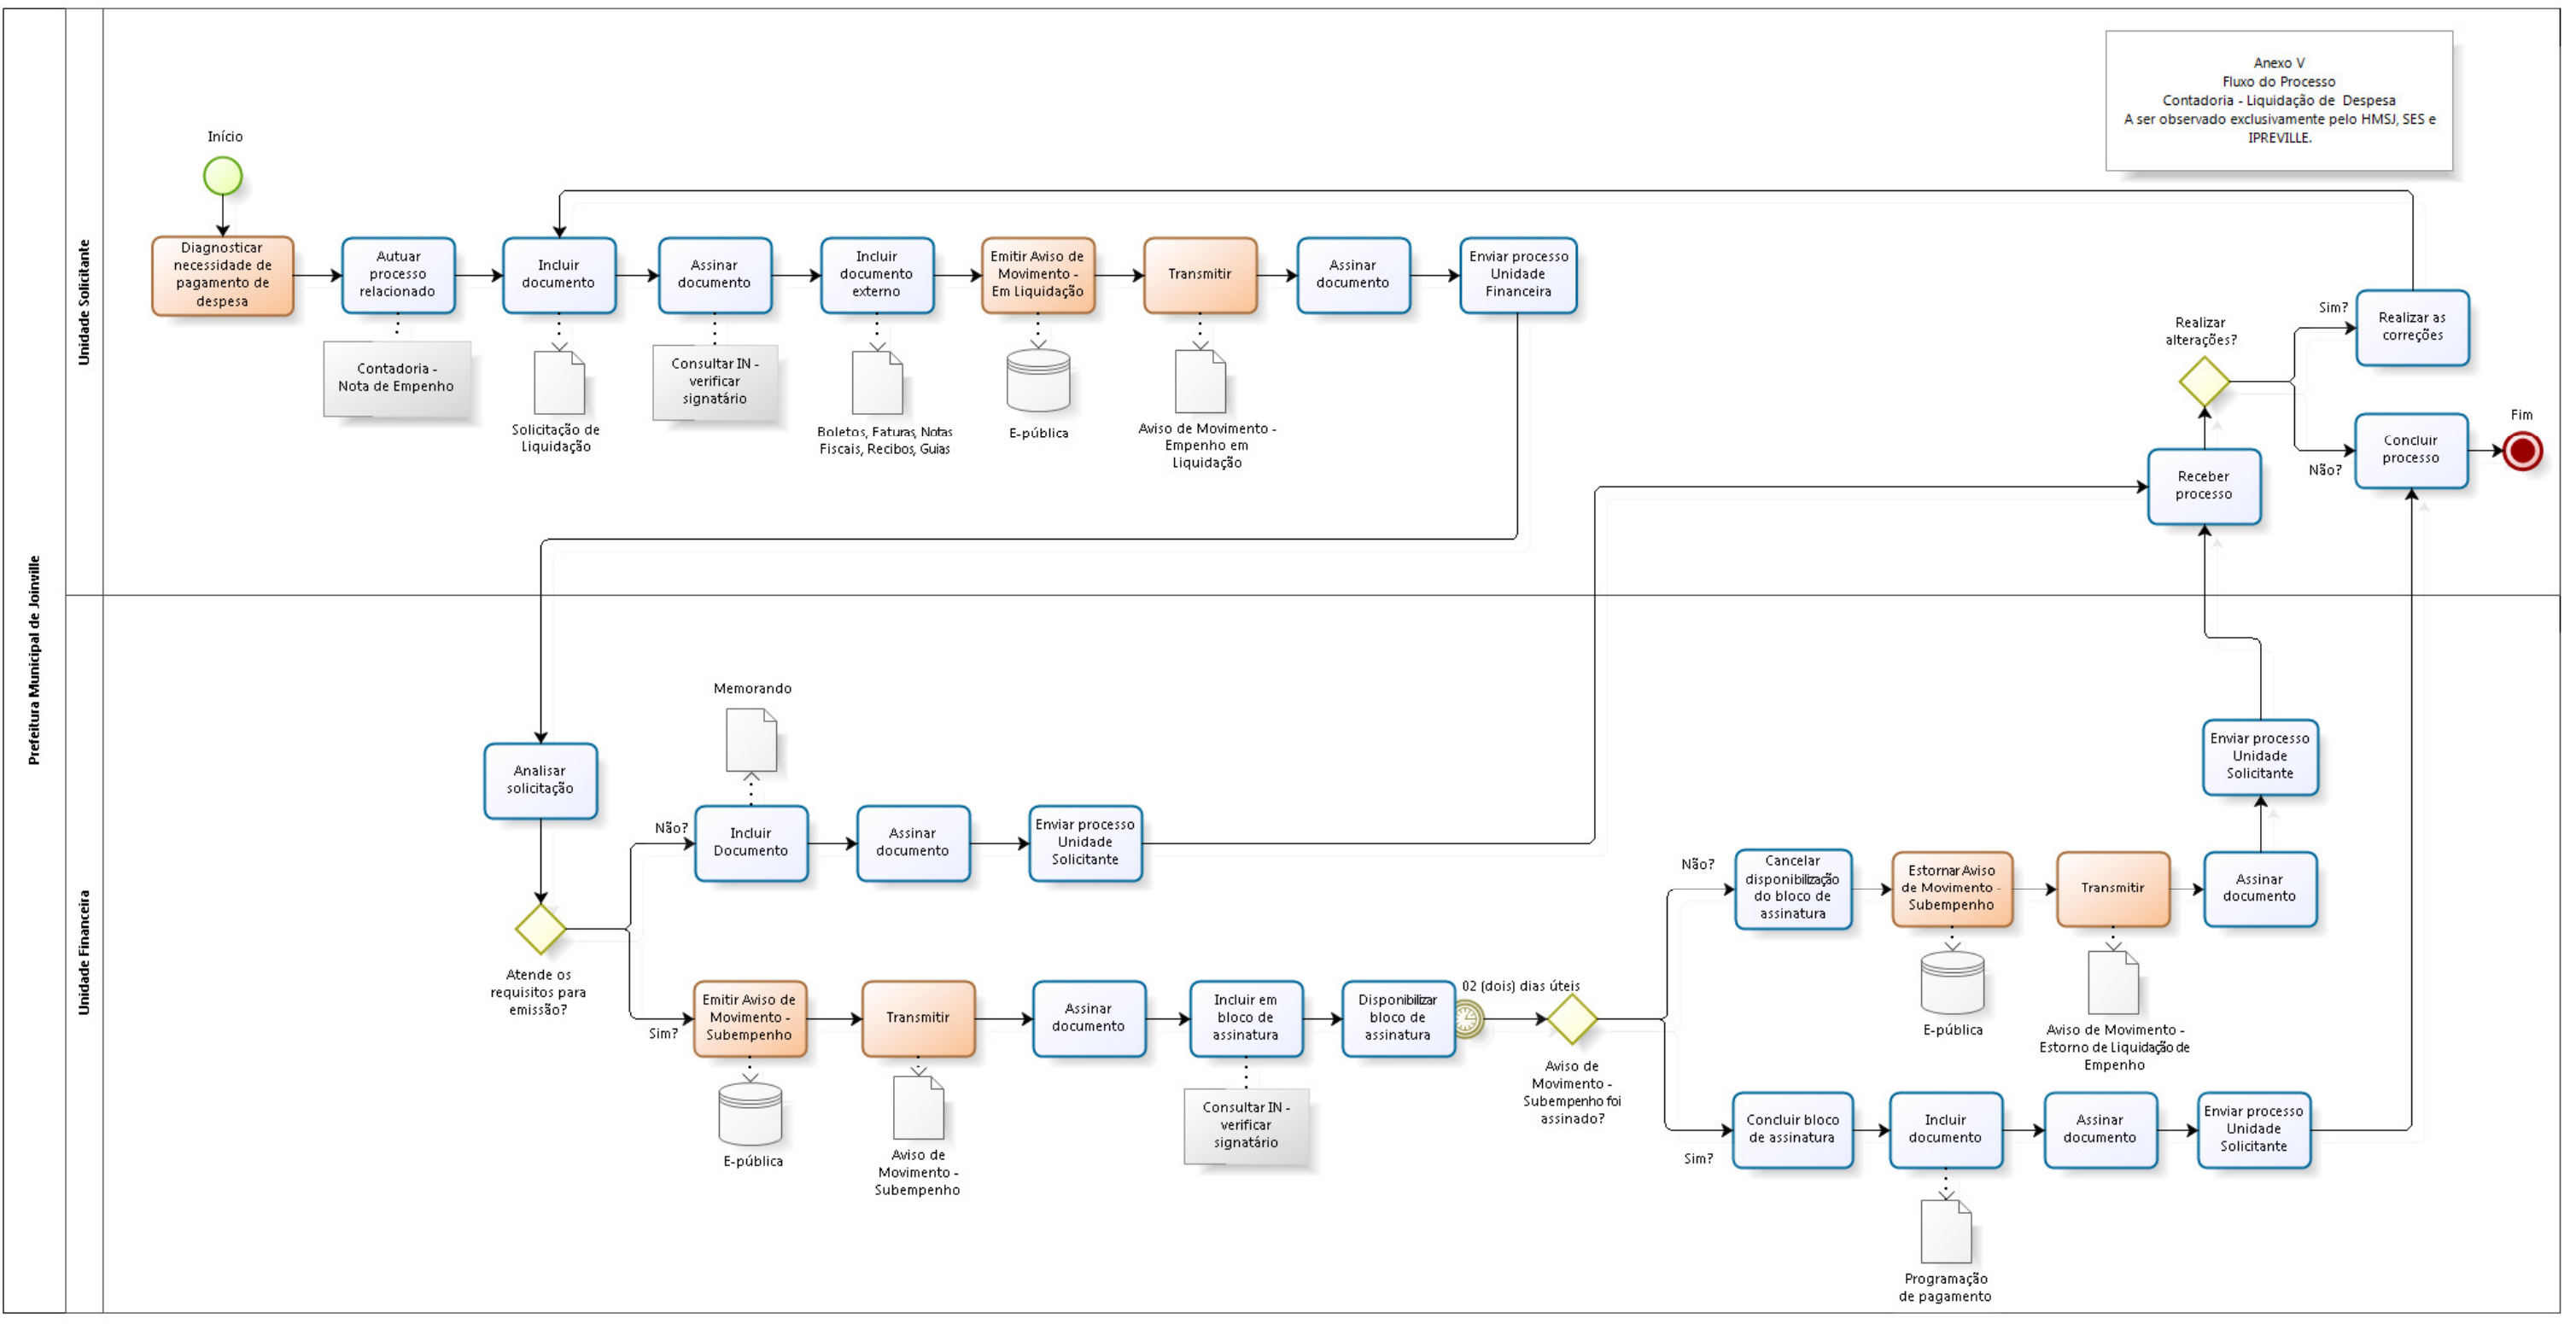 Anexo V
Fluxo do Processo
Contadoria - Liquidação de Despesa
A ser observado exclusivamente pelo HMSJ, SES e
IPREVILLE.
Prefeitura Municipal de Joinville
Unidade Solicitante
Início
Diagnosticar
necessidade de
pagamento de
despesa
Autuar
processo
relacionado
Contadoria -
Nota de Empenho
Incluir
documento
Solicitação de
Liquidação
Assinar
documento
Consultar IN -
verificar
signatário
Incluir
documento
externo
Boletos, Faturas, Notas
Fiscais, Recibos, Guias
Emitir Aviso de
Movimento -
Em Liquidação
E-pública
Transmitir
Aviso de Movimento -
Empenho em
Liquidação
Assinar
documento
Enviar processo
Unidade
Financeira
Receber
processo
Realizar
alterações?
Sim?
Realizar as
correções
Não?
Concluir
processo
Fim
Unidade Financeira
Analisar
solicitação
Atende os
requisitos para
emissão?
Não?
Memorando
Incluir
Documento
Assinar
documento
Enviar processo
Unidade
Solicitante
Sim?
Emitir Aviso de
Movimento -
Subempenho
E-pública
Transmitir
Aviso de
Movimento -
Subempenho
Assinar
documento
Incluir em
bloco de
assinatura
Consultar IN -
verificar
signatário
Disponibilizar
bloco de
assinatura
02 (dois) dias úteis
Aviso de
Movimento -
Subempenho foi
assinado?
Não?
Cancelar
disponibilização
do bloco de
assinatura
Estornar Aviso
de Movimento -
Subempenho
E-pública
Transmitir
Aviso de Movimento -
Estorno de Liquidação de
Empenho
Assinar
documento
Enviar processo
Unidade
Solicitante
Sim?
Concluir bloco
de assinatura
Incluir
documento
Programação
de pagamento
Assinar
documento
Enviar processo
Unidade
Solicitante